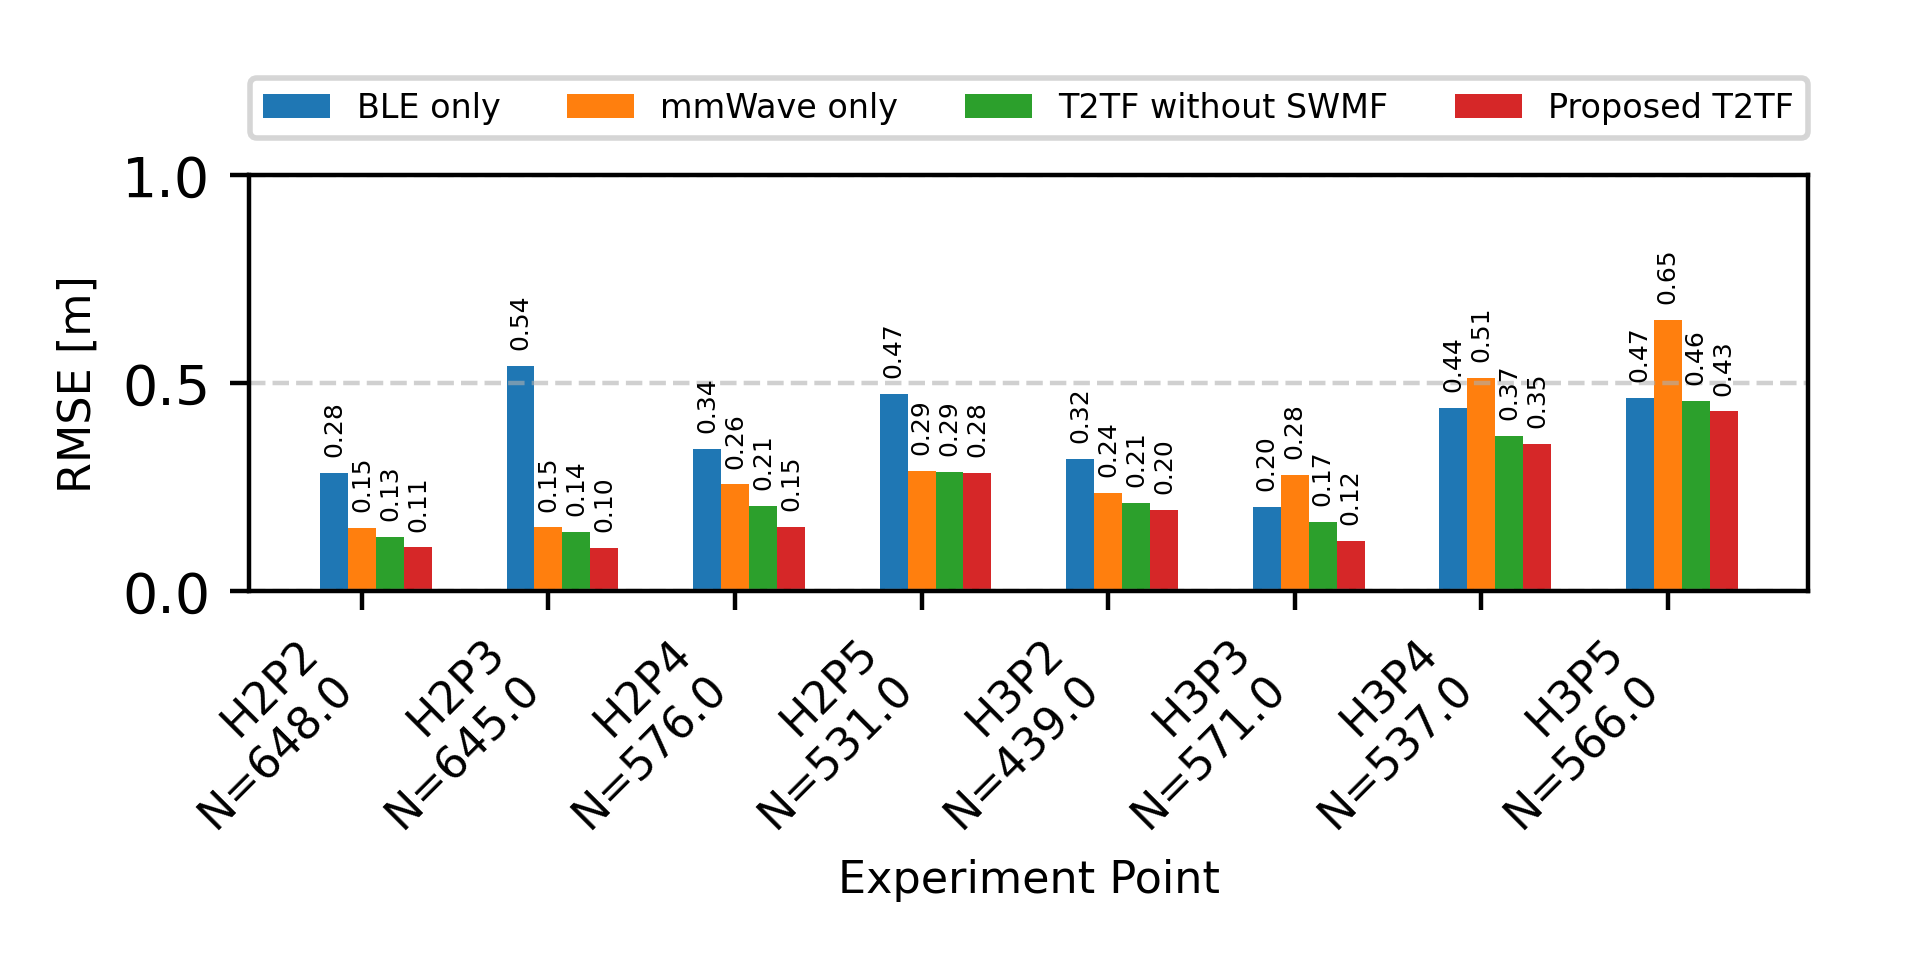 BLE only mmWave only T2TF without SWMF Proposed T2TF
RMSE [m]
1.0
0.5
0.0
0.28 0.15 0.13 0.11
0.54 0.15 0.14 0.10
0.34 0.26 0.21 0.15
0.47 0.29 0.29 0.28
0.32 0.24 0.21 0.20
0.20 0.28 0.17 0.12
0.44 0.51 0.37 0.35
0.47 0.65 0.46 0.43
H2P2
N=648.0
H2P3
N=645.0
H2P4
N=576.0
H2P5
N=531.0
H3P2
N=439.0
H3P3
N=571.0
H3P4
N=537.0
H3P5
N=566.0
Experiment Point